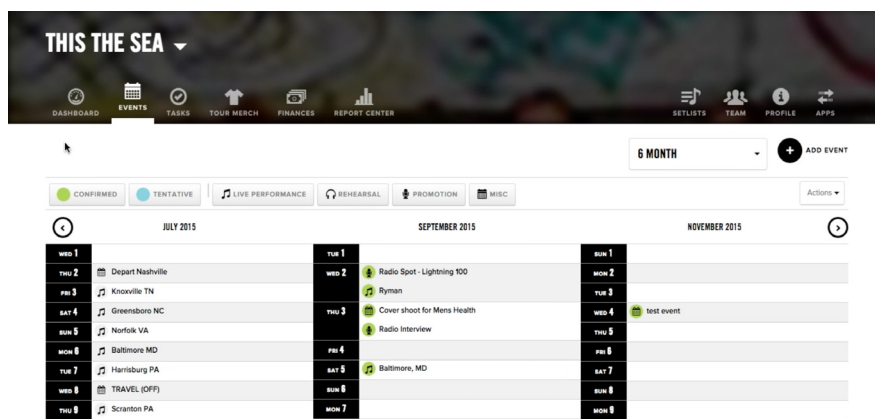 THIS THE SEA
DASHBOARD EVENTS TASKS TOUR MERCH FINANCES REPORT CENTER SETLISTS TEAM PROFILE APPS
6 MONTH ADD EVENT
CONFIRMED TENTATIVE LIVE PERFORMANCE REHEARSAL PROMOTION MISC Actions
JULY 2015 SEPTEMBER 2015 NOVEMBER 2015
WED 1 TUE 1 SUN 1
THU 2 Depart Nashville WED 2 Radio Spot - Lightning 100 MON 2
FRI 3 Knoxville TN Ryman TUE 3
SAT 4 Greensboro NC THU 3 Cover shoot for Mens Health WED 4 test event
SUN 5 Norfolk VA Radio Interview THU 5
MON 6 Baltimore MD FRI 4 FRI 6
TUE 7 Harrisburg PA SAT 5 Baltimore, MD SAT 7
WED 8 TRAVEL (OFF) SUN 6 SUN 8
THU 9 Scranton PA MON 7 MON 9